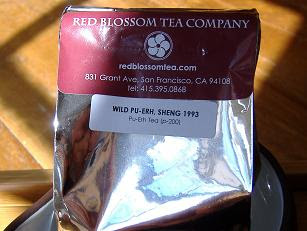 RED BLOSSOM TEA COMPANY
redblossomtea.com
831 Grant Ave, San Francisco, CA 94108
tel: 415.395.0868
WILD PU-ERH, SHENG 1993
Pu-Erh Tea (p-200)